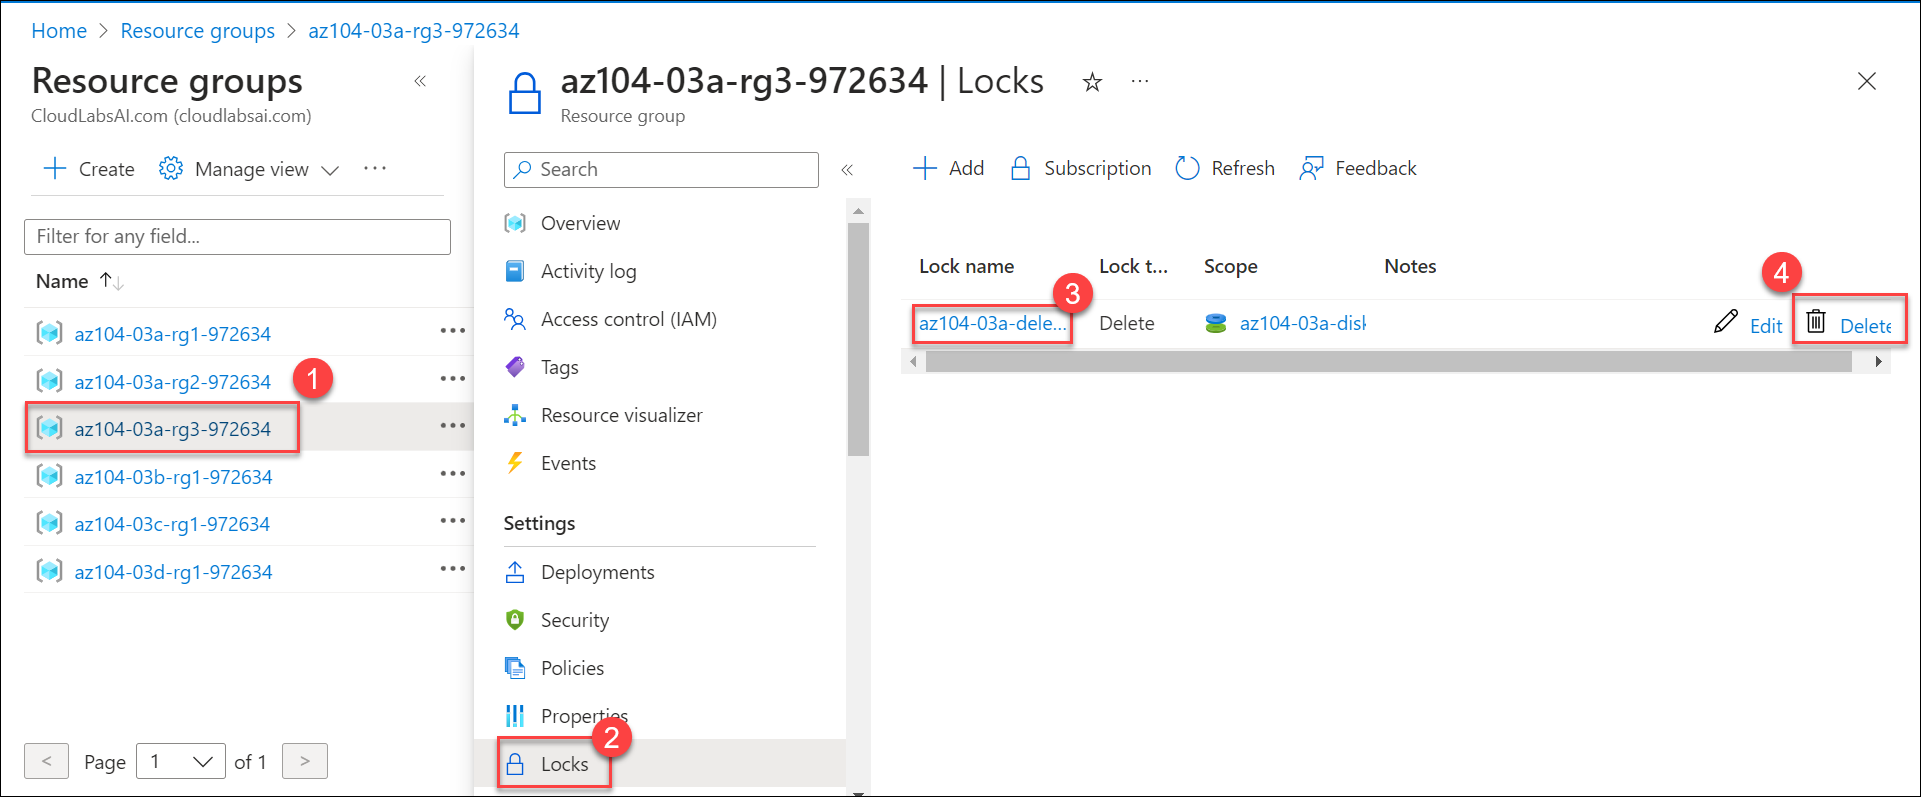 Home > Resource groups > az104-03a-rg3-972634
Resource groups
CloudLabsAI.com (cloudlabsai.com)
Create Manage view ...
Filter for any field...
Name
az104-03a-rg1-972634
az104-03a-rg2-972634
1
az104-03a-rg3-972634
az104-03b-rg1-972634
az104-03c-rg1-972634
az104-03d-rg1-972634
< Page 1 of 1 >
az104-03a-rg3-972634 | Locks
Resource group
Search
Overview
Activity log
Access control (IAM)
Tags
Resource visualizer
Events
Settings
Deployments
Security
Policies
Properties
2
Locks
Add Subscription Refresh Feedback
Lock name Lock t... Scope Notes
3
4
az104-03a-dele... Delete az104-03a-disk Edit Delete